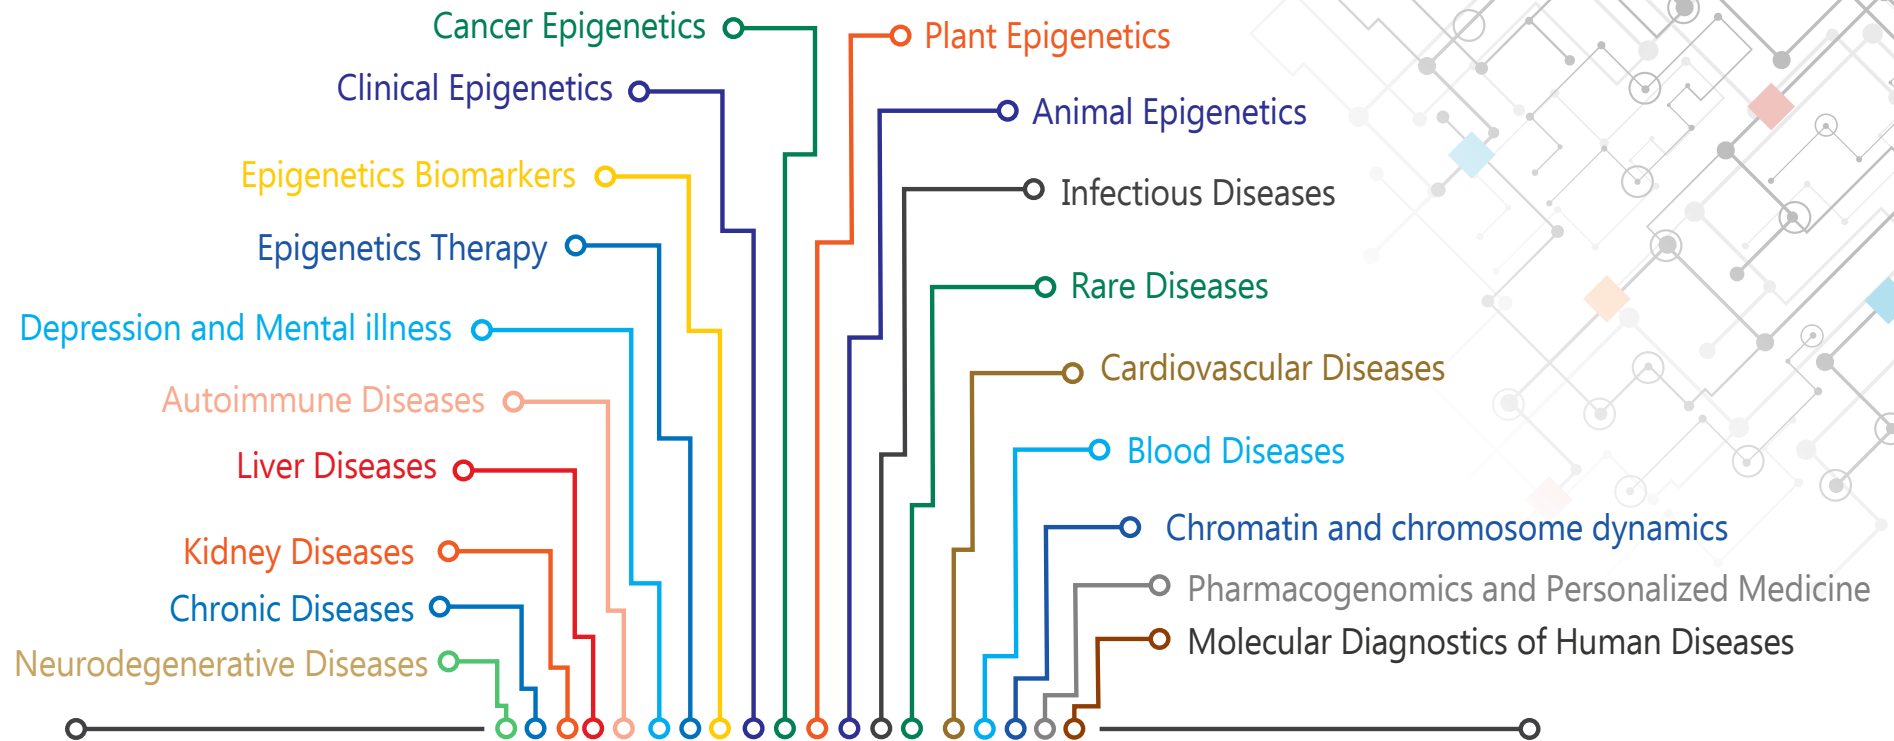 Cancer Epigenetics
Clinical Epigenetics
Epigenetics Biomarkers
Epigenetics Therapy
Depression and Mental illness
Autoimmune Diseases
Liver Diseases
Kidney Diseases
Chronic Diseases
Neurodegenerative Diseases
Plant Epigenetics
Animal Epigenetics
Infectious Diseases
Rare Diseases
Cardiovascular Diseases
Blood Diseases
Chromatin and chromosome dynamics
Pharmacogenomics and Personalized Medicine
Molecular Diagnostics of Human Diseases